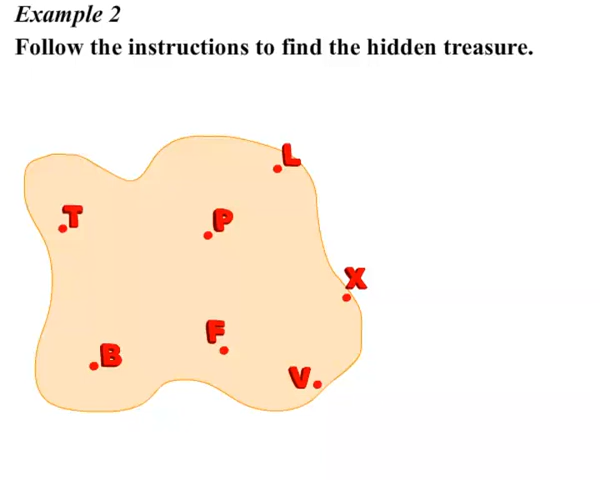 Example 2
Follow the instructions to find the hidden treasure.
L
T
P
X
F
B
V